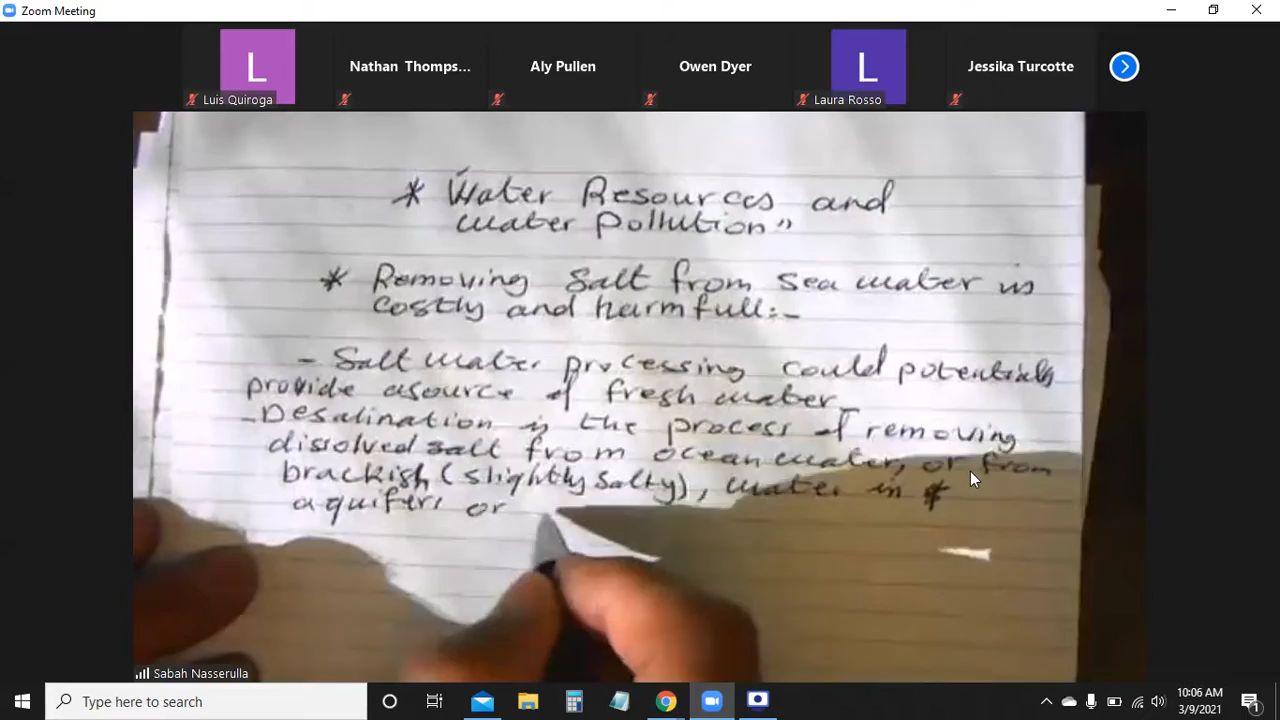 Zoom Meeting
L
Nathan Thomps...
Aly Pullen
Owen Dyer
L
Jessika Turcotte
Luis Quiroga
Laura Rosso
* "Water Resources and
water Pollution"
* Removing Salt from sea water is
costly and harmfull:-
- Salt water processing could potentials
provide a source of fresh water_
- Desalination is the process of removing
dissolved salt from ocean water, or from
brackish (slightly salty), water in
aquifers or
Sabah Nasserulla
Type here to search
10:06 AM
3/9/2021
1